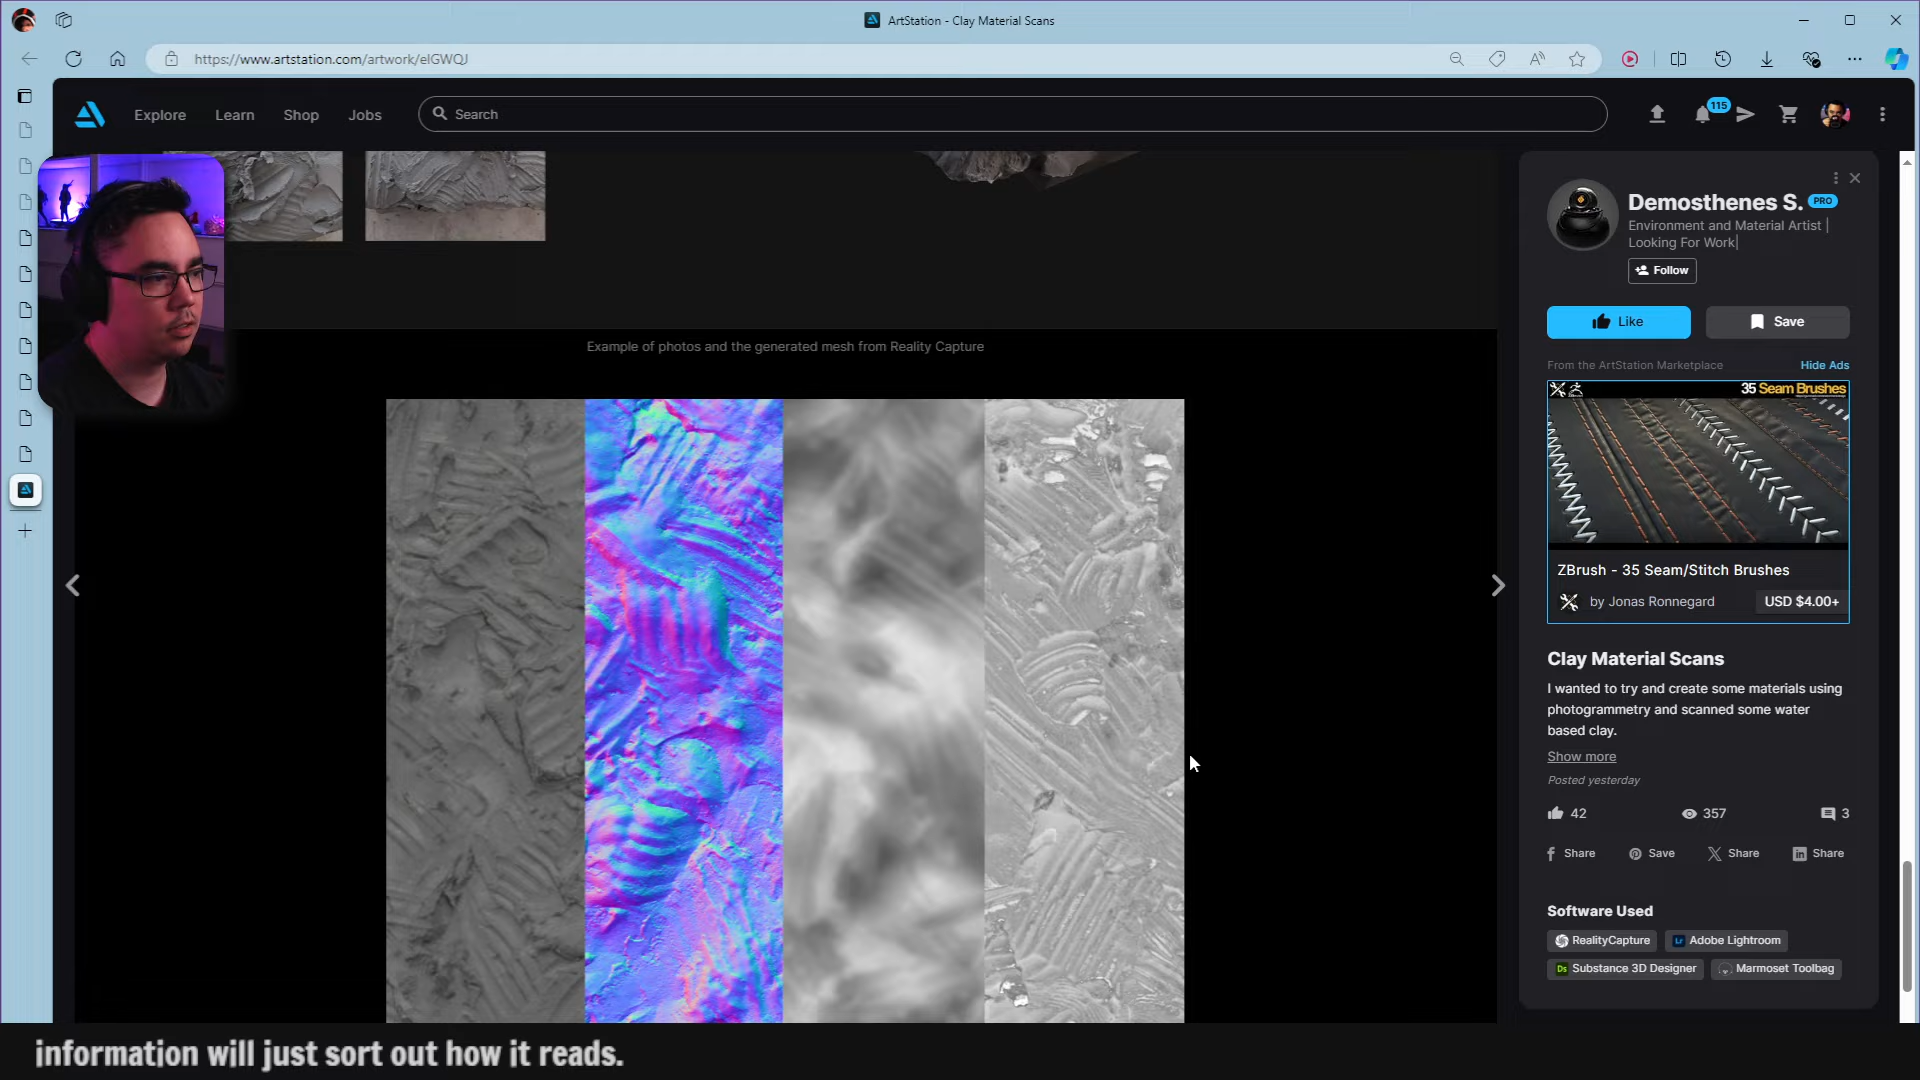 ArtStation - Clay Material Scans
https://www.artstation.com/artwork/elGWQJ
Explore
Learn
Shop
Jobs
Search
115
Demosthenes S. PRO
Environment and Material Artist |
Looking For Work|
Follow
Like
Save
Example of photos and the generated mesh from Reality Capture
From the ArtStation Marketplace
Hide Ads
35 Seam Brushes
ZBrush - 35 Seam/Stitch Brushes
by Jonas Ronnegard
USD $4.00+
Clay Material Scans
I wanted to try and create some materials using
photogrammetry and scanned some water
based clay.
Show more
Posted yesterday
42
357
3
Share
Save
Share
Share
Software Used
RealityCapture
Lr Adobe Lightroom
Ds Substance 3D Designer
Marmoset Toolbag
information will just sort out how it reads.